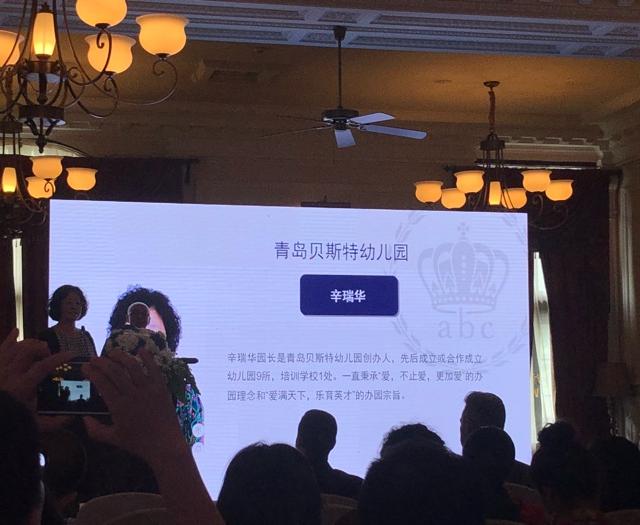 青岛贝斯特幼儿园
辛瑞华
abc
辛瑞华园长是青岛贝斯特幼儿园创办人，先后成立或合作成立
幼儿园9所，培训学校1处。一直秉承“爱，不止爱，更加爱”的办
园理念和“爱满天下，乐育英才”的办园宗旨。